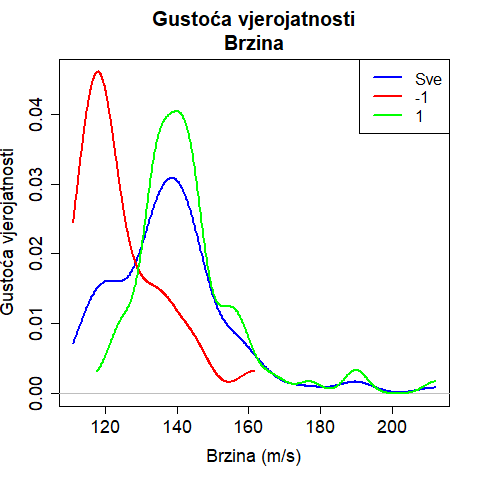 Gustoća vjerojatnosti
Brzina
Gustoća vjerojatnosti
0.00
0.01
0.02
0.03
0.04
Sve
-1
1
120
140
160
180
200
Brzina (m/s)